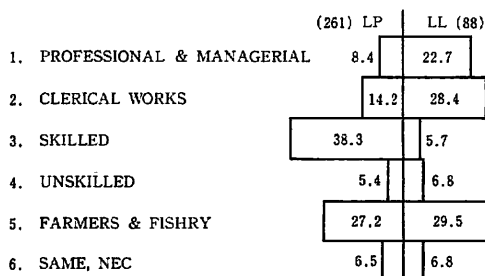 (261) LP LL (88)
1. PROFESSIONAL & MANAGERIAL 8.4 22.7
2. CLERICAL WORKS 14.2 28.4
3. SKILLED 38.3 5.7
4. UNSKILLED 5.4 6.8
5. FARMERS & FISHRY 27.2 29.5
6. SAME, NEC 6.5 6.8